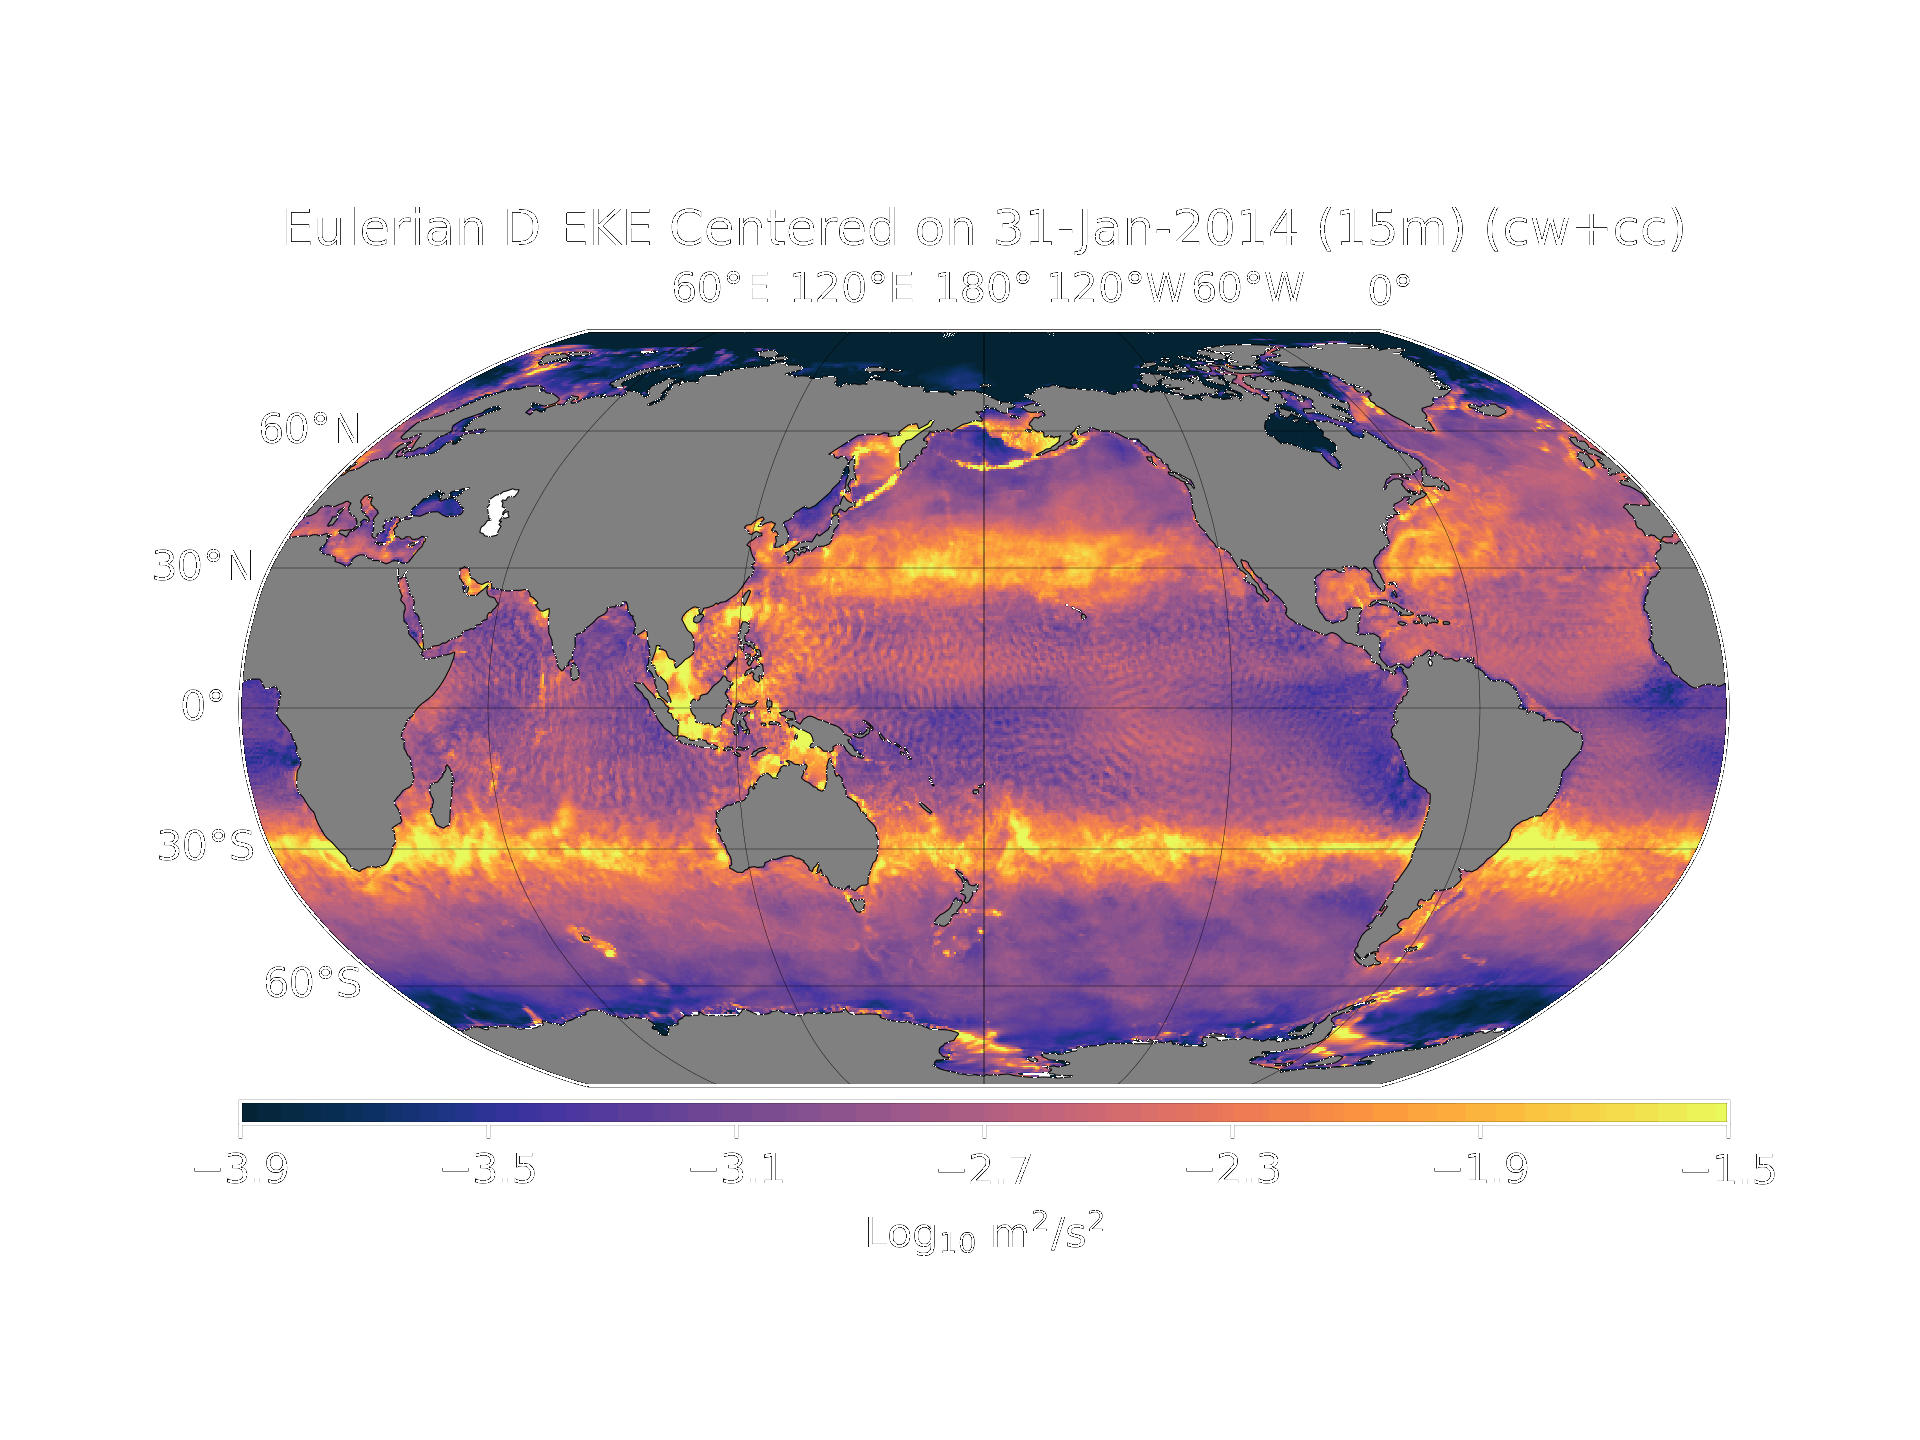 Eulerian D EKE Centered on 31-Jan-2014 (15m) (cw+cc)
60°E 120°E 180° 120°W 60°W 0°
60°N
30°N
0°
30°S
60°S
−3.9 −3.5 −3.1 −2.7 −2.3 −1.9 −1.5
Log₁₀ m²/s²